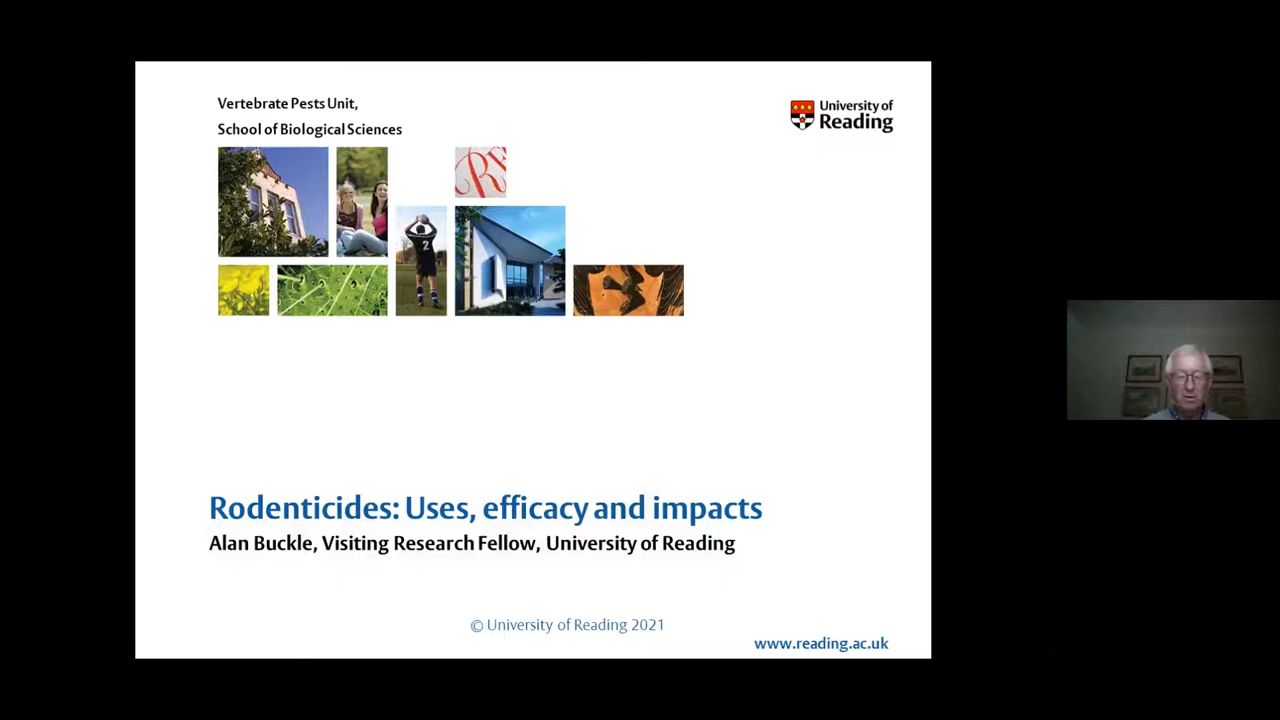 Vertebrate Pests Unit,
School of Biological Sciences
University of
Reading
R
2
Rodenticides: Uses, efficacy and impacts
Alan Buckle, Visiting Research Fellow, University of Reading
© University of Reading 2021
www.reading.ac.uk